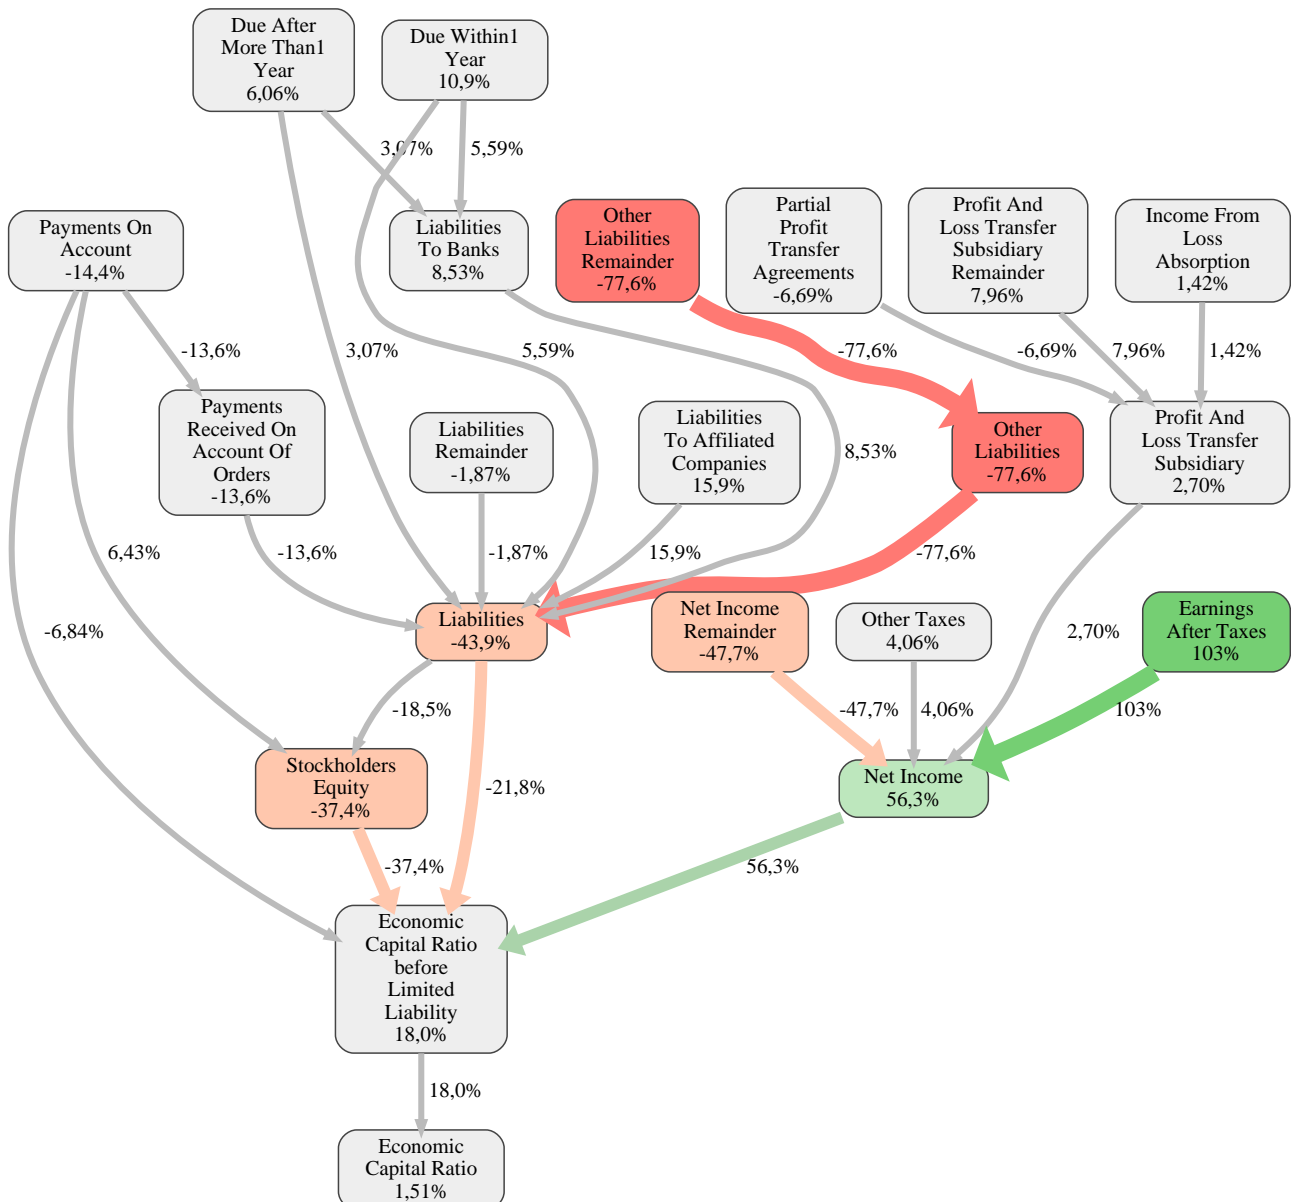 Due After
More Than1
Year
6,06%
Due Within1
Year
10,9%
3,07%
5,59%
Payments On
Account
-14,4%
Liabilities
To Banks
8,53%
Other
Liabilities
Remainder
-77,6%
Partial
Profit
Transfer
Agreements
-6,69%
Profit And
Loss Transfer
Subsidiary
Remainder
7,96%
Income From
Loss
Absorption
1,42%
-13,6%
3,07%
5,59%
-77,6%
-6,69%
7,96%
1,42%
Payments
Received On
Account Of
Orders
-13,6%
Liabilities
Remainder
-1,87%
Liabilities
To Affiliated
Companies
15,9%
8,53%
Other
Liabilities
-77,6%
Profit And
Loss Transfer
Subsidiary
2,70%
6,43%
-13,6%
-1,87%
15,9%
-77,6%
-6,84%
Liabilities
-43,9%
Net Income
Remainder
-47,7%
Other Taxes
4,06%
2,70%
Earnings
After Taxes
103%
-18,5%
-47,7%
4,06%
103%
Stockholders
Equity
-37,4%
-21,8%
Net Income
56,3%
-37,4%
56,3%
Economic
Capital Ratio
before
Limited
Liability
18,0%
18,0%
Economic
Capital Ratio
1,51%